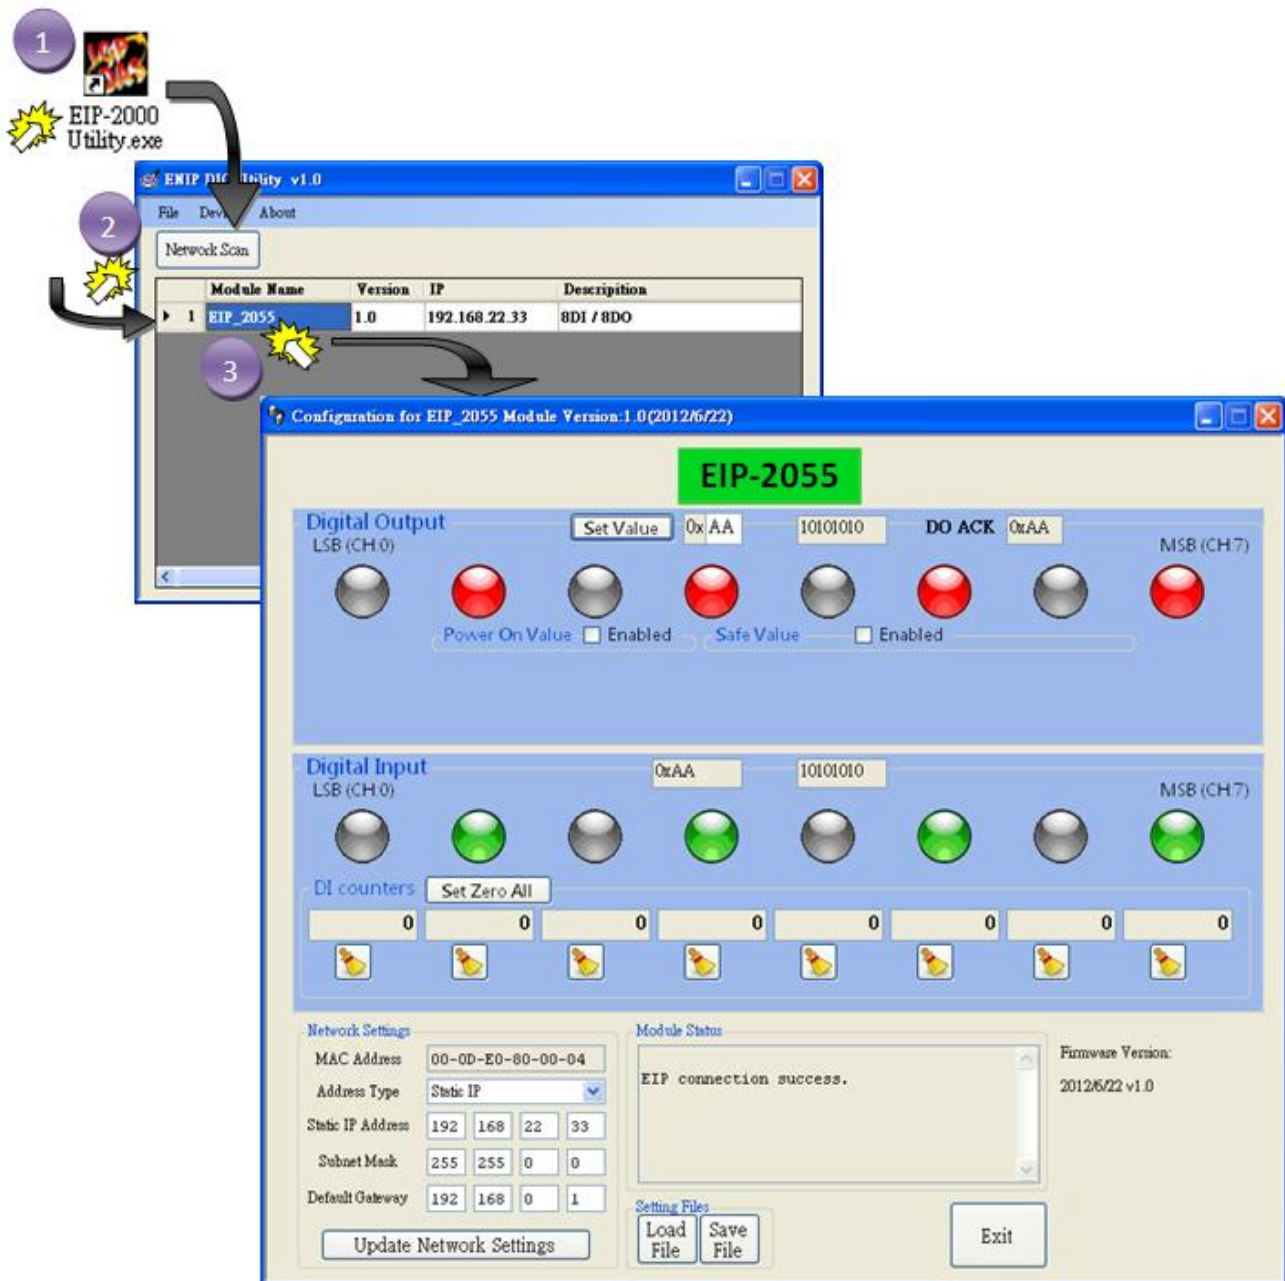 1
EIP-2000
Utility.exe
ENIP DIO Utility v1.0
2
File Device About
Network Scan
Module Name Version IP Descripition
1 EIP_2055 1.0 192.168.22.33 8DI / 8DO
3
Configuration for EIP_2055 Module Version:1.0(2012/6/22)
EIP-2055
Digital Output Set Value 0x AA 10101010 DO ACK 0xAA
LSB (CH:0) MSB (CH:7)
Power On Value Enabled Safe Value Enabled
Digital Input 0xAA 10101010
LSB (CH:0) MSB (CH:7)
DI counters Set Zero All
0 0 0 0 0 0 0 0
Network Settings
MAC Address 00-0D-E0-80-00-04
Address Type Static IP
Static IP Address 192 168 22 33
Subnet Mask 255 255 0 0
Default Gateway 192 168 0 1
Update Network Settings
Module Status
EIP connection success.
Setting Files
Load File
Save File
Firmware Version:
2012/6/22 v1.0
Exit